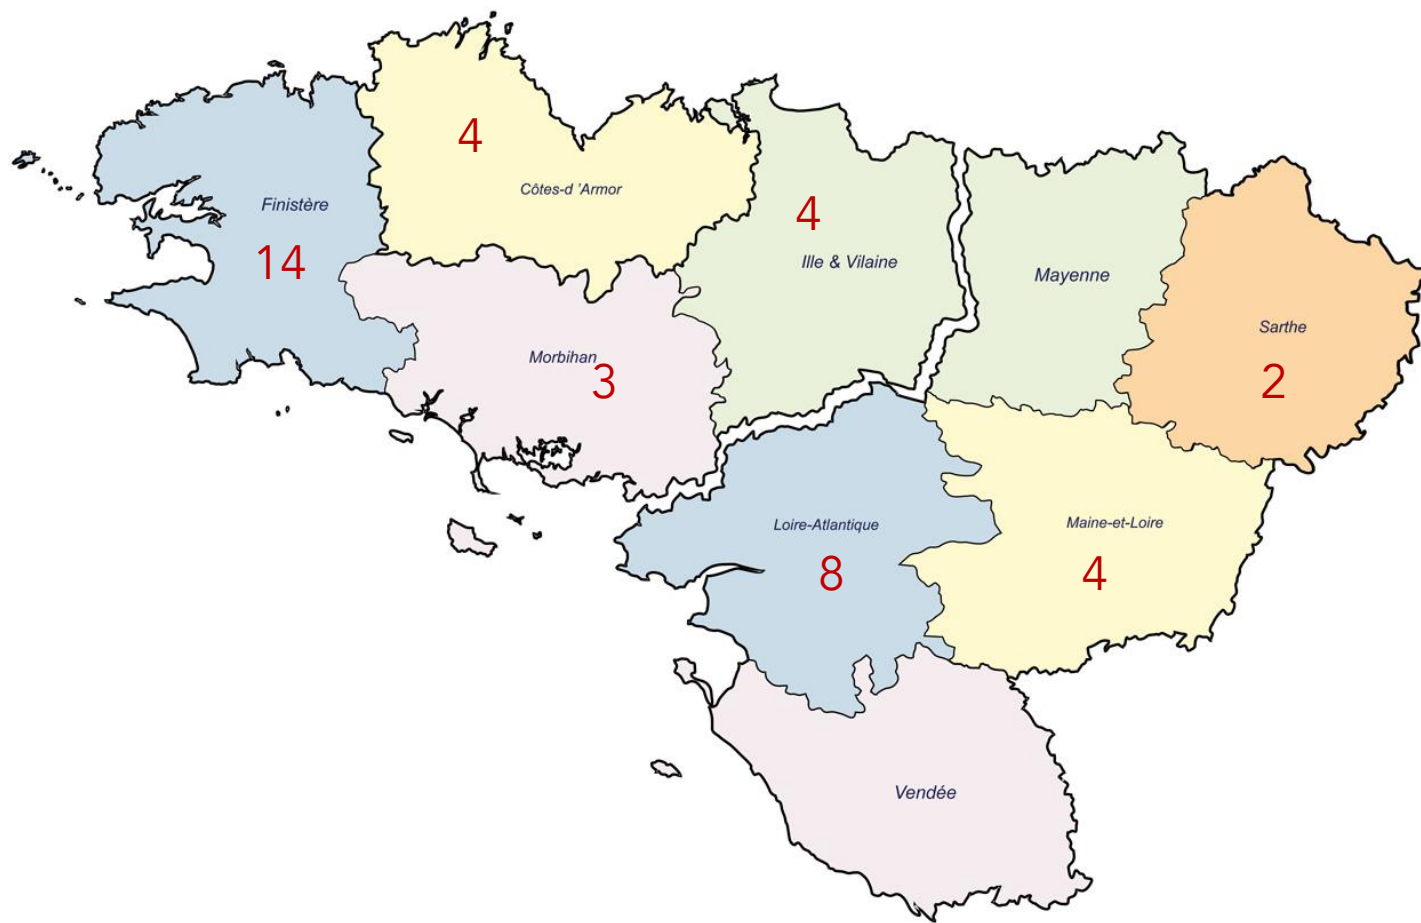 4
Côtes-d 'Armor
Finistère
14
4
Ille & Vilaine
Mayenne
Sarthe
2
Morbihan
3
Loire-Atlantique
8
Maine-et-Loire
4
Vendée